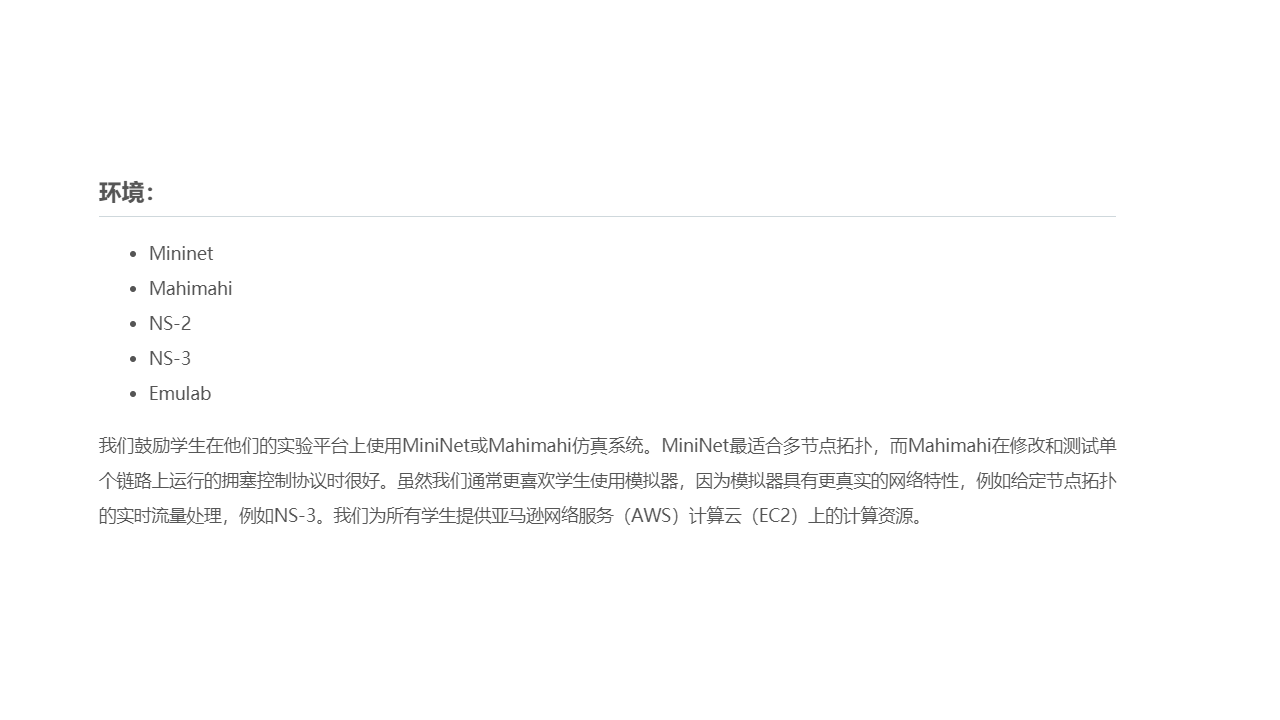 环境：
• Mininet
• Mahimahi
• NS-2
• NS-3
• Emulab
我们鼓励学生在他们的实验平台上使用MiniNet或Mahimahi仿真系统。MiniNet最适合多节点拓扑，而Mahimahi在修改和测试单
个链路上运行的拥塞控制协议时很好。虽然我们通常更喜欢学生使用模拟器，因为模拟器具有更真实的网络特性，例如给定节点拓扑
的实时流量处理，例如NS-3。我们为所有学生提供亚马逊网络服务（AWS）计算云（EC2）上的计算资源。